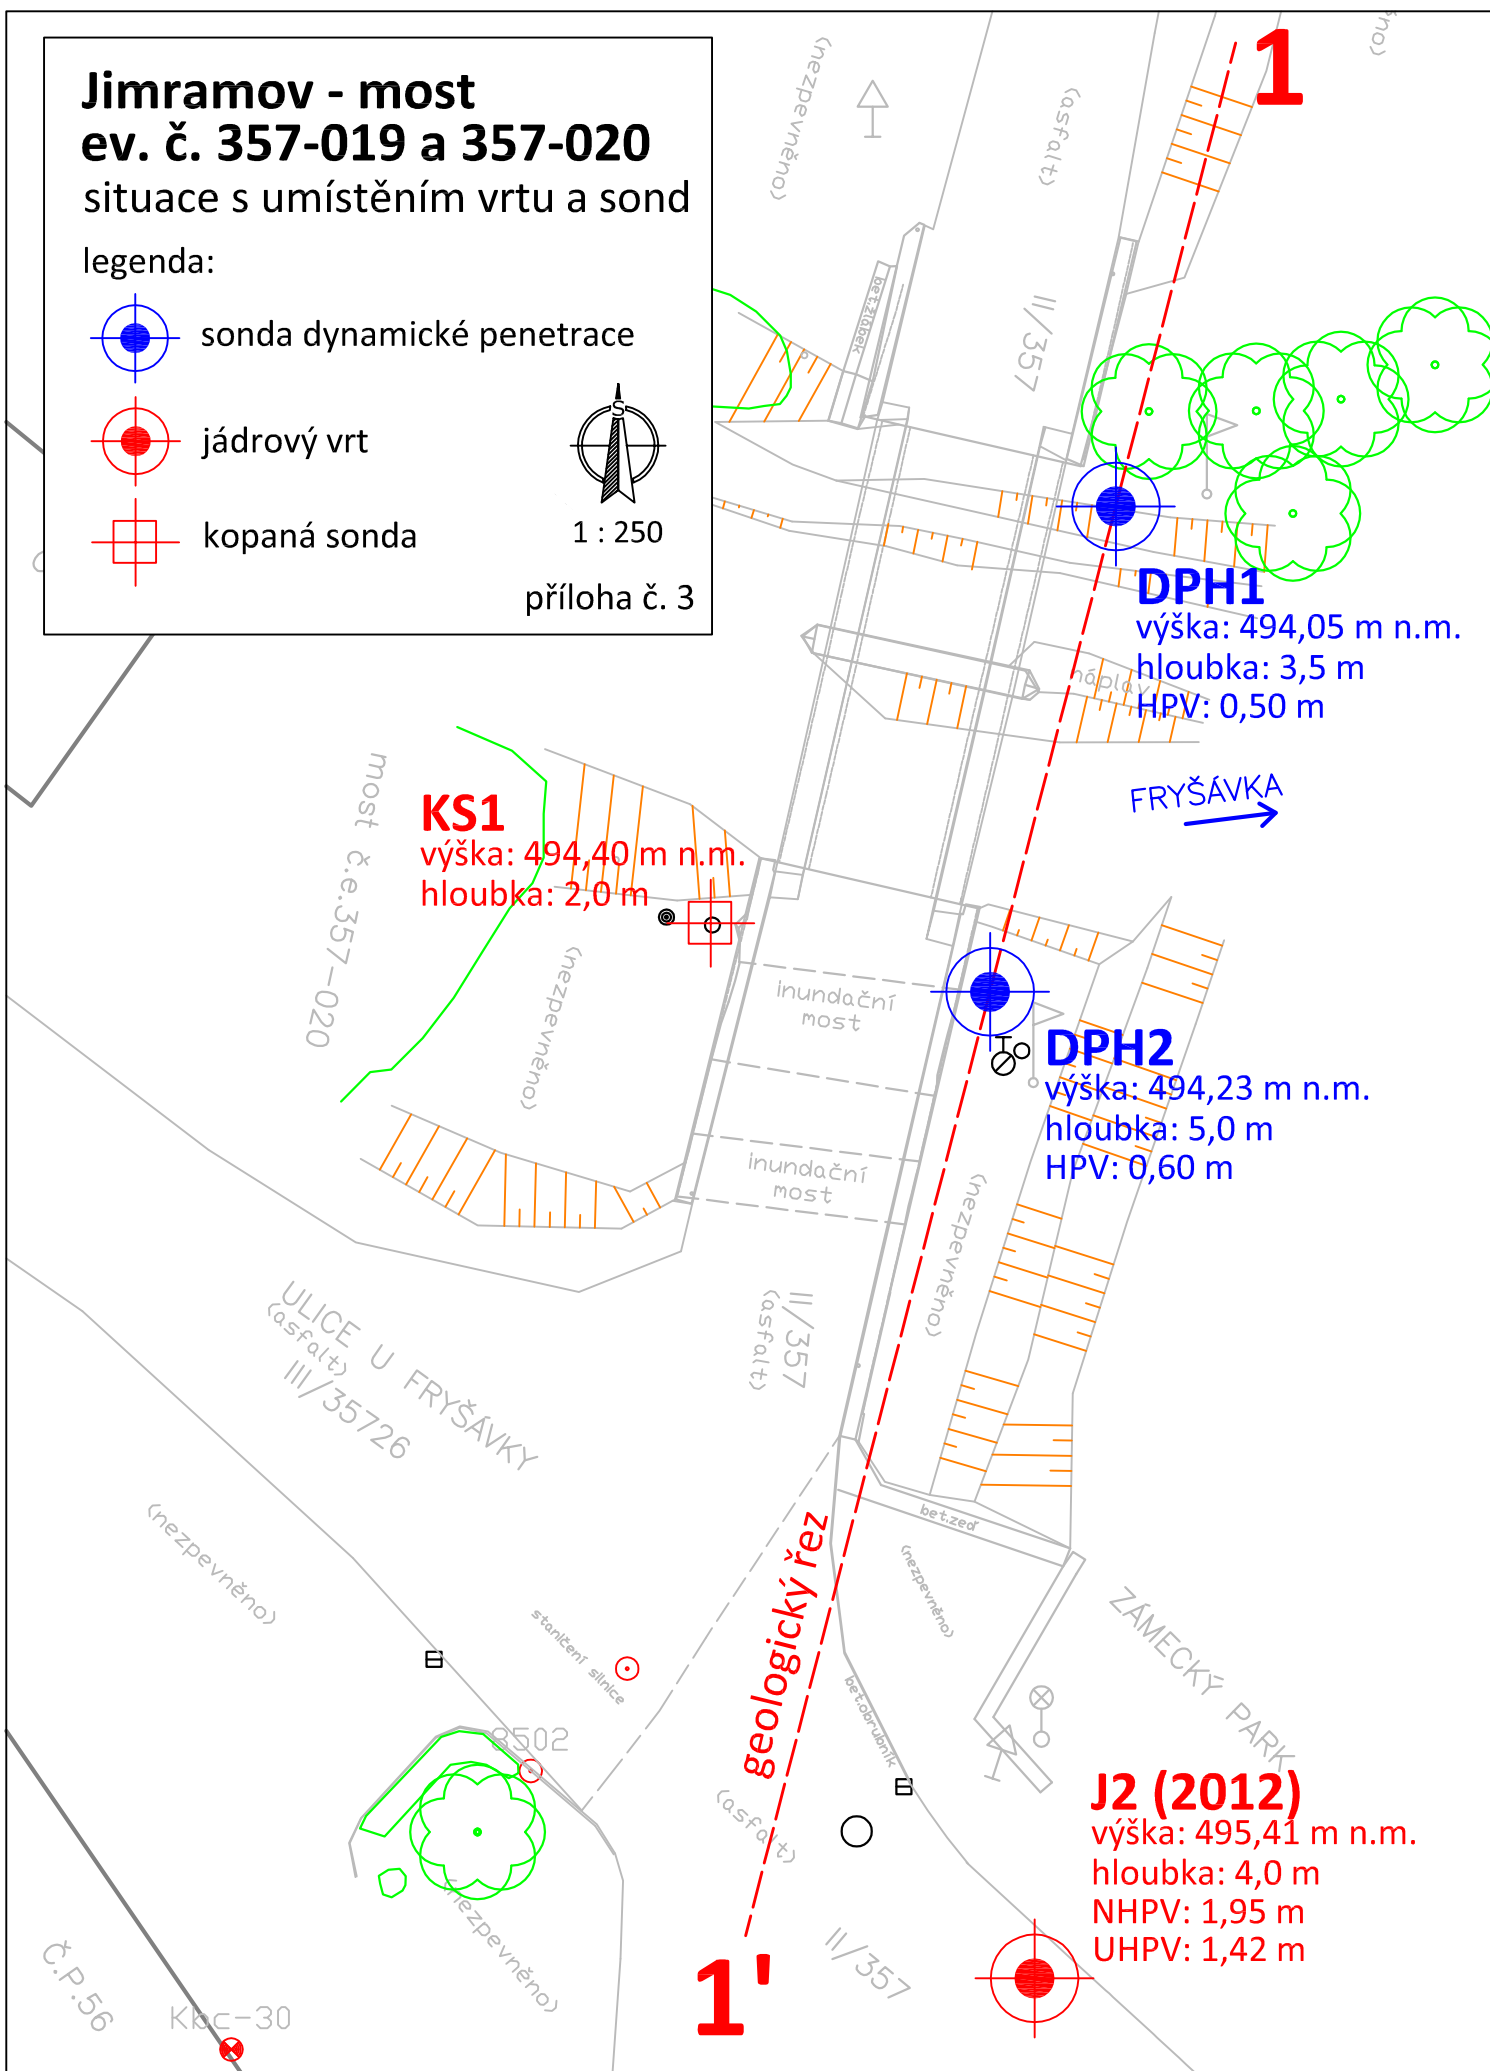 Jimramov - most
ev. č. 357-019 a 357-020
situace s umístěním vrtu a sond
legenda:
sonda dynamické penetrace
jádrový vrt
kopaná sonda
S
1 : 250
příloha č. 3
(nezpevněno)
(asfalt)
1
bet.žlábek
II/357
DPH1
výška: 494,05 m n.m.
hloubka: 3,5 m
HPV: 0,50 m
náplav
FRYŠÁVKA
most č.e.357-020
KS1
výška: 494,40 m n.m.
hloubka: 2,0 m
(nezpevněno)
inundační
most
DPH2
výška: 494,23 m n.m.
hloubka: 5,0 m
HPV: 0,60 m
inundační
most
(nezpevněno)
II/357
(asfalt)
ULICE U FRYŠÁVKY
(asfalt)
III/35726
(nezpevněno)
bet.zeď
(nezpevněno)
geologický řez
staničení silnice
bet.obrubník
ZÁMECKÝ PARK
8502
(asfalt)
J2 (2012)
výška: 495,41 m n.m.
hloubka: 4,0 m
NHPV: 1,95 m
UHPV: 1,42 m
(nezpevněno)
II/357
1'
Č.P.56
Kbc-30